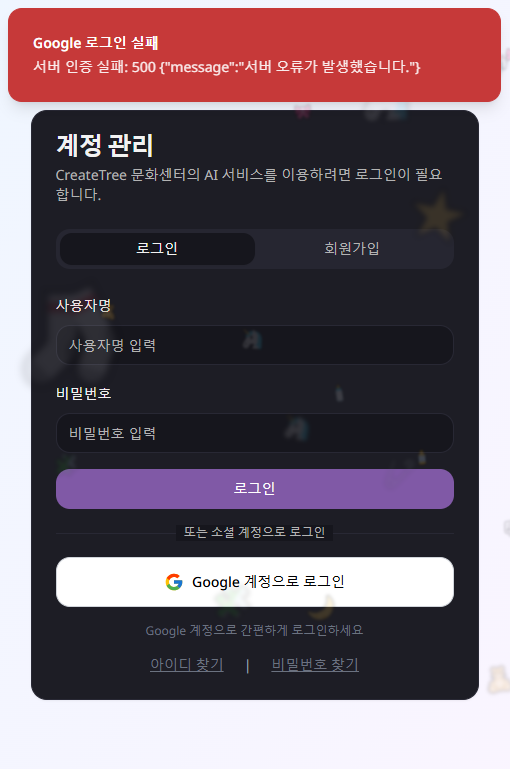 Google 로그인 실패
서버 인증 실패: 500 {"message":"서버 오류가 발생했습니다."}
계정 관리
CreateTree 문화센터의 AI 서비스를 이용하려면 로그인이 필요
합니다.
로그인 회원가입
사용자명
사용자명 입력
비밀번호
비밀번호 입력
로그인
또는 소셜 계정으로 로그인
Google 계정으로 로그인
Google 계정으로 간편하게 로그인하세요
아이디 찾기 | 비밀번호 찾기